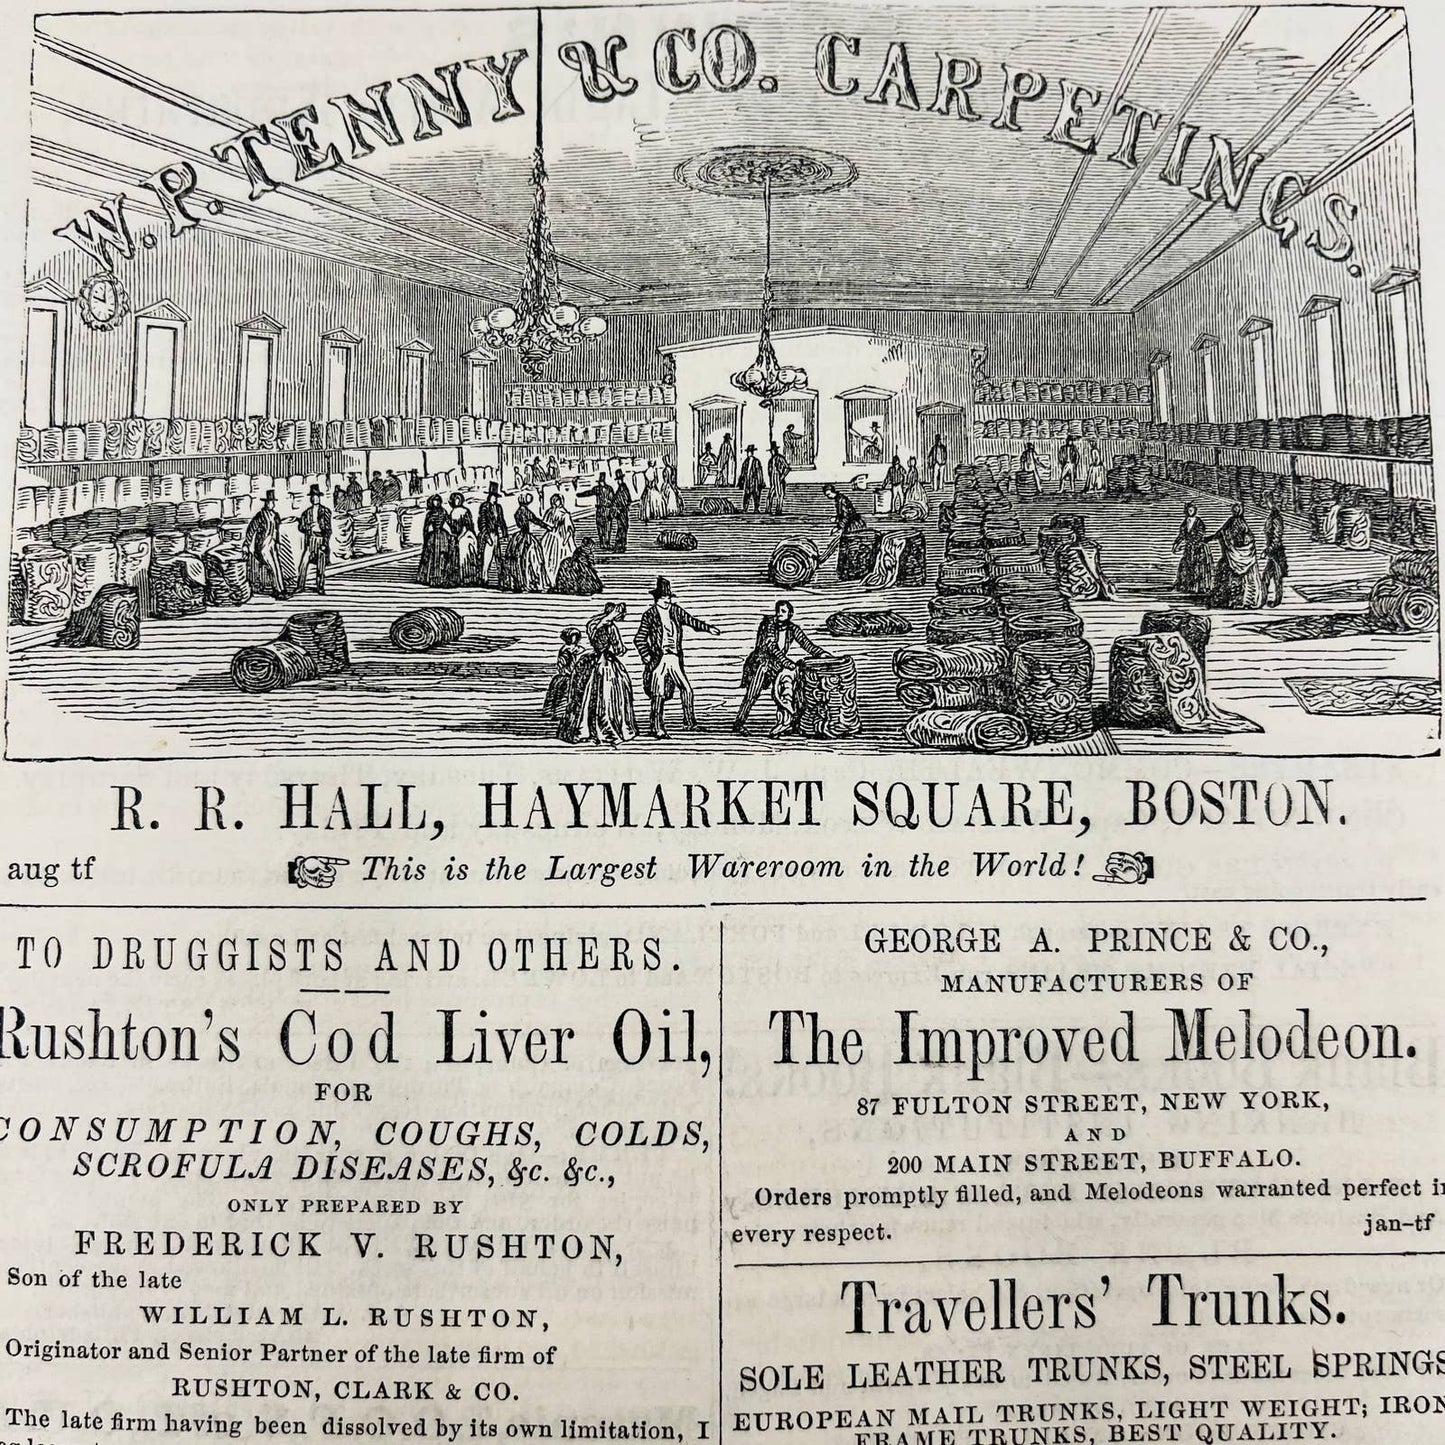 W. P. TENNY & CO. CARPETINGS.
R. R. HALL, HAYMARKET SQUARE, BOSTON.
aug tf
This is the Largest Wareroom in the World!
TO DRUGGISTS AND OTHERS.
Rushton's Cod Liver Oil,
FOR
CONSUMPTION, COUGHS, COLDS,
SCROFULA DISEASES, &c. &c.,
ONLY PREPARED BY
FREDERICK V. RUSHTON,
Son of the late
WILLIAM L. RUSHTON,
Originator and Senior Partner of the late firm of
RUSHTON, CLARK & CO.
The late firm having been dissolved by its own limitation, I
GEORGE A. PRINCE & CO.,
MANUFACTURERS OF
The Improved Melodeon.
87 FULTON STREET, NEW YORK,
AND
200 MAIN STREET, BUFFALO.
Orders promptly filled, and Melodeons warranted perfect in
every respect. jan-tf
Travellers' Trunks.
SOLE LEATHER TRUNKS, STEEL SPRINGS
EUROPEAN MAIL TRUNKS, LIGHT WEIGHT; IRON
FRAME TRUNKS, BEST QUALITY.